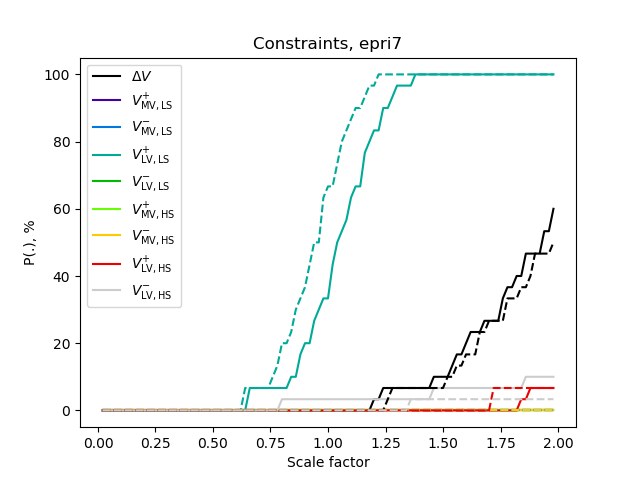 Constraints, epri7
P(.), %
100
80
60
40
20
0
ΔV
V⁺MV, LS
V⁻MV, LS
V⁺LV, LS
V⁻LV, LS
V⁺MV, HS
V⁻MV, HS
V⁺LV, HS
V⁻LV, HS
0.00 0.25 0.50 0.75 1.00 1.25 1.50 1.75 2.00
Scale factor